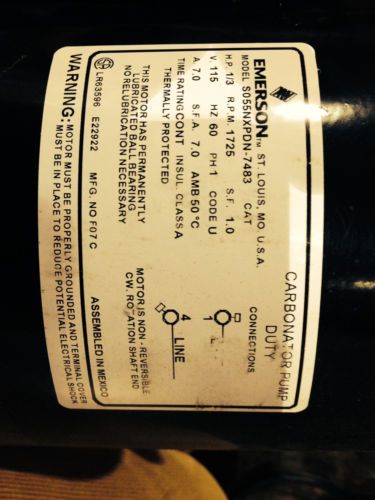 EMERSON™ ST. LOUIS, MO. U.S.A.
MODEL S055NXPDN-7483 CAT
H.P. 1/3 R.P.M. 1725 S.F. 1.0
V. 115 HZ 60 PH 1 CODE U
A 7.0 S.F.A. 7.0 AMB 50°C
TIME RATING CONT INSUL CLASS A
THERMALLY PROTECTED
THIS MOTOR HAS PERMANENTLY
LUBRICATED BALL BEARING
NO RELUBRICATION NECESSARY
LR63596 E22922 MFG. NO F07 C
ASSEMBLED IN MEXICO
WARNING: MOTOR MUST BE PROPERLY GROUNDED AND TERMINAL COVER
MUST BE IN PLACE TO REDUCE POTENTIAL ELECTRICAL SHOCK
CARBONATOR PUMP
DUTY
CONNECTIONS
1 L
4 LINE
MOTOR IS NON-REVERSIBLE
CW. ROTATION SHAFT END